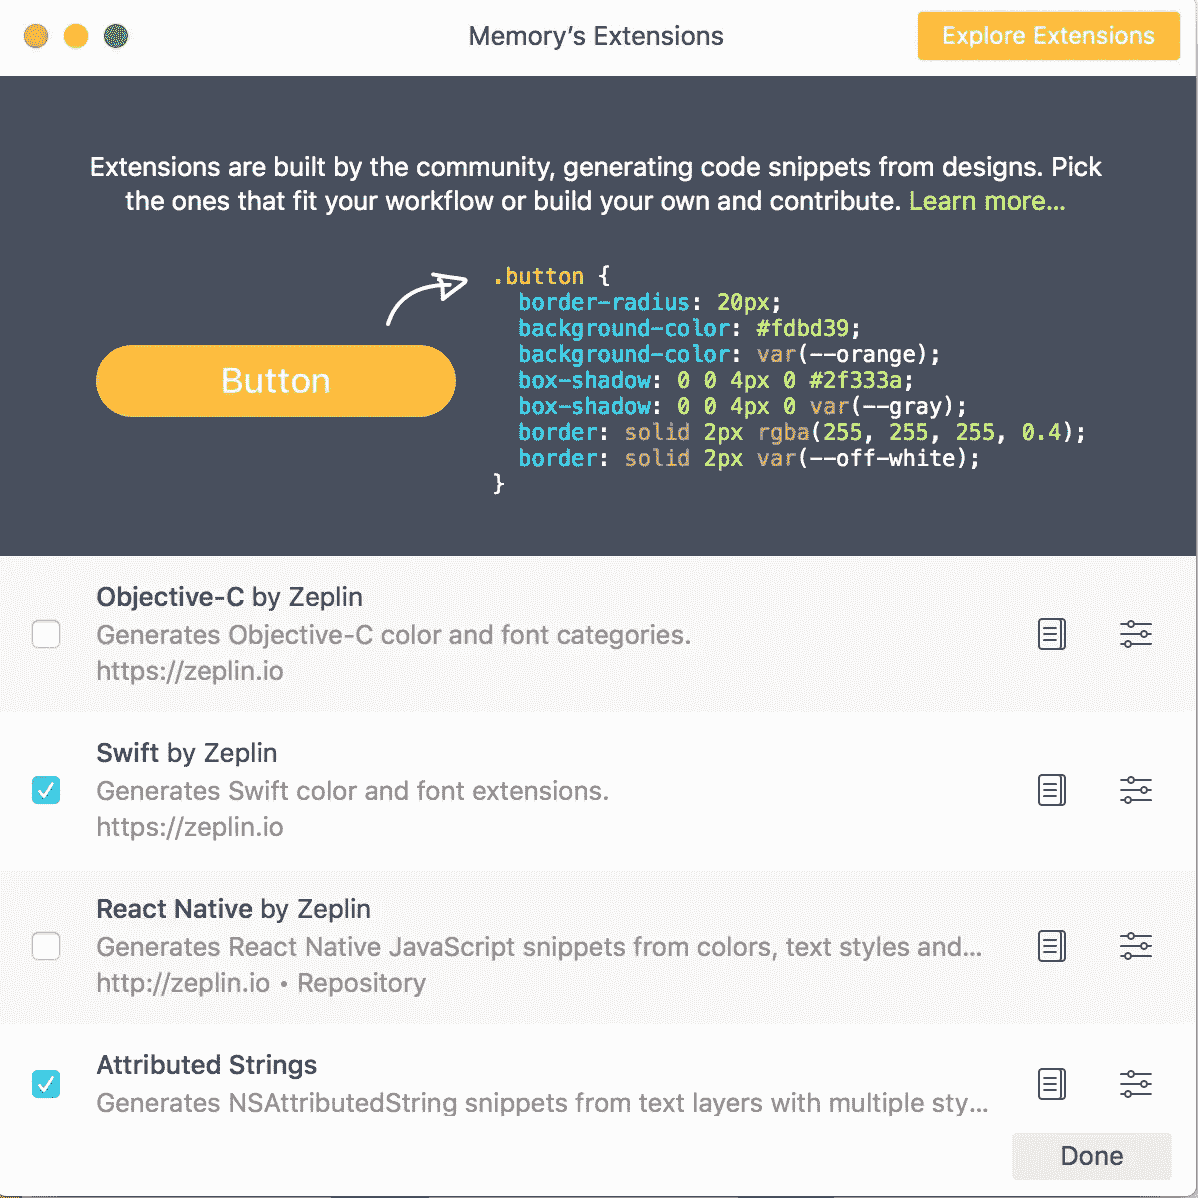 Memory’s Extensions
Explore Extensions
Extensions are built by the community, generating code snippets from designs. Pick
the ones that fit your workflow or build your own and contribute. Learn more...
.button {
border-radius: 20px;
background-color: #fdbd39;
background-color: var(--orange);
box-shadow: 0 0 4px 0 #2f333a;
box-shadow: 0 0 4px 0 var(--gray);
border: solid 2px rgba(255, 255, 255, 0.4);
border: solid 2px var(--off-white);
}
Button
Objective-C by Zeplin
Generates Objective-C color and font categories.
https://zeplin.io
Swift by Zeplin
Generates Swift color and font extensions.
https://zeplin.io
React Native by Zeplin
Generates React Native JavaScript snippets from colors, text styles and...
http://zeplin.io • Repository
Attributed Strings
Generates NSAttributedString snippets from text layers with multiple sty...
Done